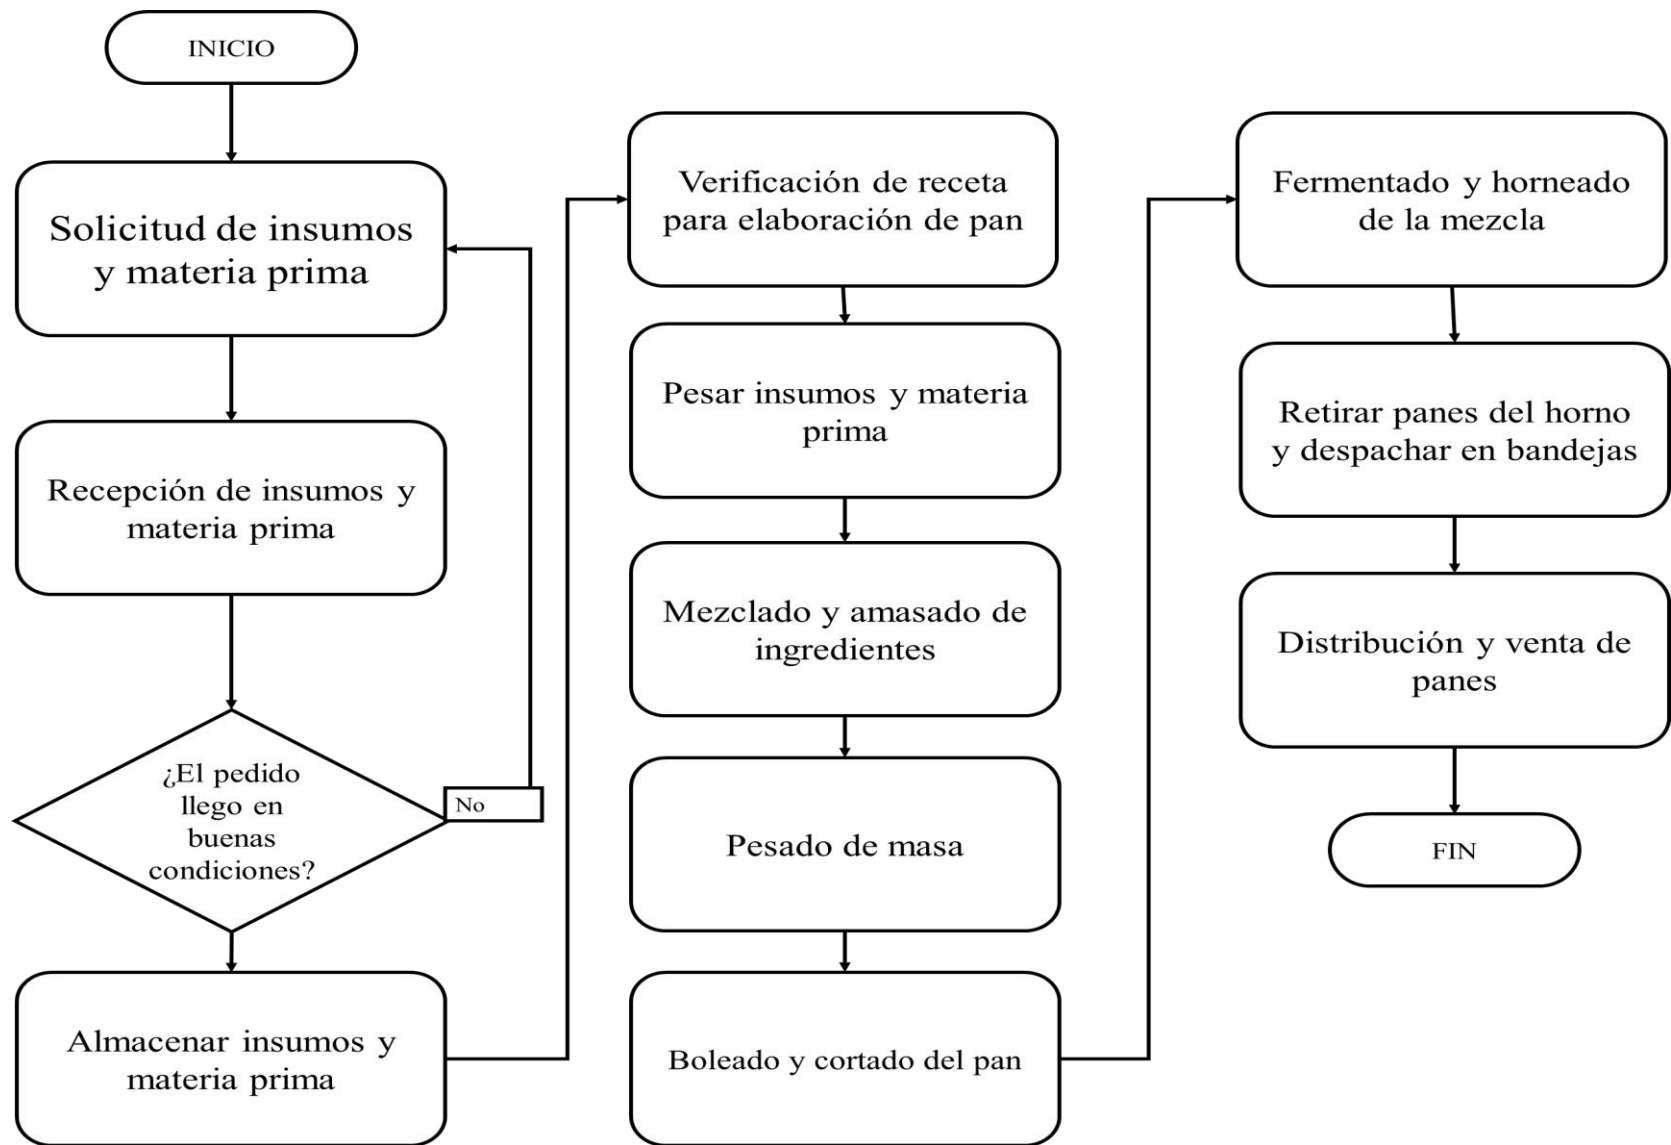 INICIO
Solicitud de insumos
y materia prima
Recepción de insumos y
materia prima
¿El pedido
llego en
buenas
condiciones?
No
Almacenar insumos y
materia prima
Verificación de receta
para elaboración de pan
Pesar insumos y materia
prima
Mezclado y amasado de
ingredientes
Pesado de masa
Boleado y cortado del pan
Fermentado y horneado
de la mezcla
Retirar panes del horno
y despachar en bandejas
Distribución y venta de
panes
FIN